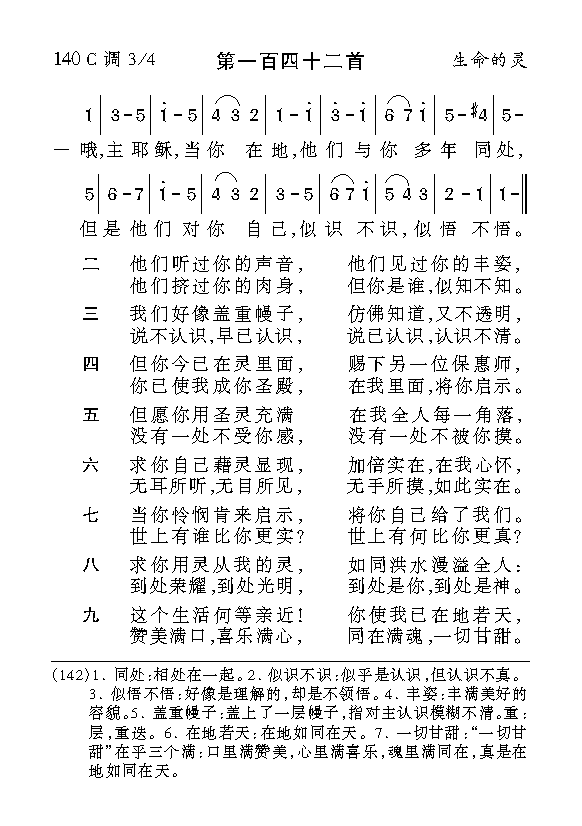 140 C 调 3/4 第一百四十二首 生命的灵
1 | 3 - 5 | i - 5 | 4 3 2 | 1 - i | 3̇ - i | 6 7 i | 5 - #4 | 5 -
一 哦,主耶稣,当你 在地,他们与你 多年 同处,
5 | 6 - 7 | i - 5 | 4 3 2 | 3 - 5 | 6 7 i | 5 4 3 | 2 - 1 | 1 - ‖
但是他们对你 自己,似识 不识,似悟 不悟。
二 他们听过你的声音, 他们见过你的丰姿,
他们挤过你的肉身, 但你是谁,似知不知。
三 我们好像盖重幔子, 仿佛知道,又不透明,
说不认识,早已认识, 说已认识,认识不清。
四 但你今已在灵里面, 赐下另一位保惠师,
你已使我成你圣殿, 在我里面,将你启示。
五 但愿你用圣灵充满 在我全人每一角落,
没有一处不受你感, 没有一处不被你摸。
六 求你自己藉灵显现, 加倍实在,在我心怀,
无耳所听,无目所见, 无手所摸,如此实在。
七 当你怜悯肯来启示, 将你自己给了我们。
世上有谁比你更实? 世上有何比你更真?
八 求你用灵从我的灵, 如同洪水漫溢全人:
到处荣耀,到处光明, 到处是你,到处是神。
九 这个生活何等亲近! 你使我已在地若天,
赞美满口,喜乐满心, 同在满魂,一切甘甜。
(142)1. 同处:相处在一起。2. 似识不识:似乎是认识,但认识不真。
3. 似悟不悟:好像是理解的,却是不领悟。4. 丰姿:丰满美好的
容貌。5. 盖重幔子:盖上了一层幔子,指对主认识模糊不清。重:
层,重迭。6. 在地若天:在地如同在天。7. 一切甘甜:“一切甘
甜”在乎三个满:口里满赞美,心里满喜乐,魂里满同在,真是在
地如同在天。